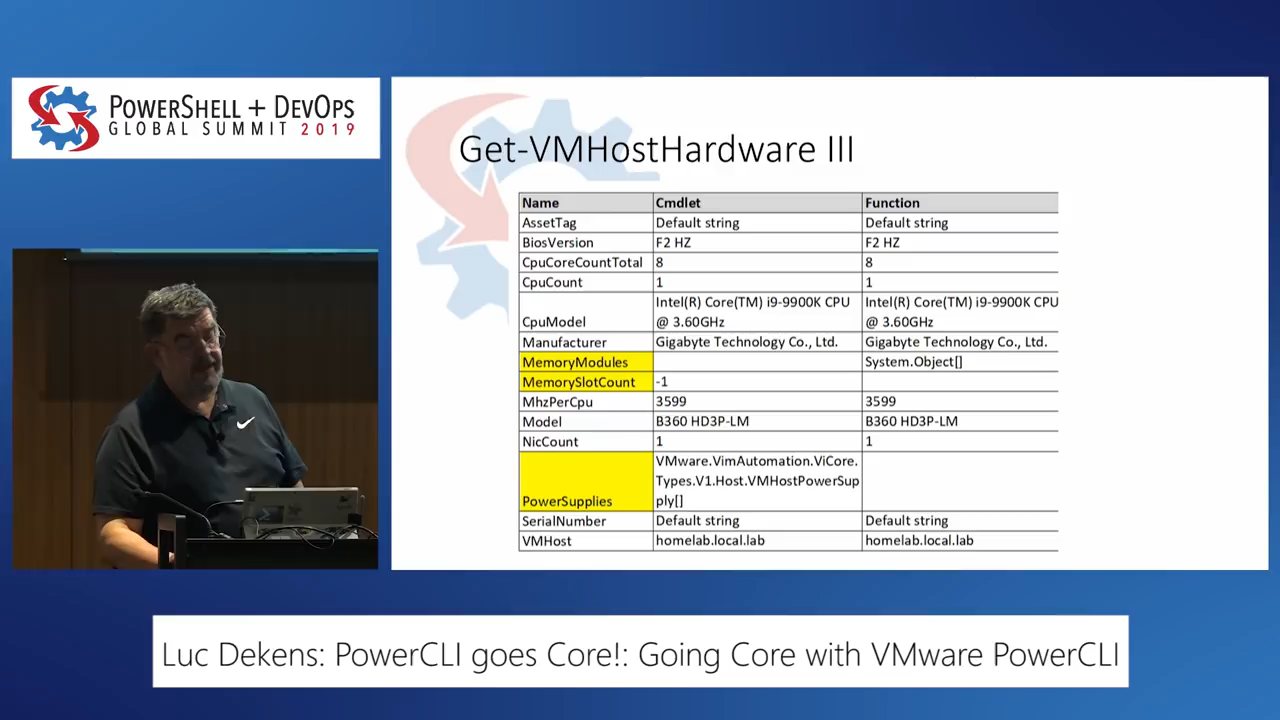 POWERSHELL + DEVOPS
GLOBAL SUMMIT 2019
Get-VMHostHardware III
Name Cmdlet Function
AssetTag Default string Default string
BiosVersion F2 HZ F2 HZ
CpuCoreCountTotal 8 8
CpuCount 1 1
CpuModel Intel(R) Core(TM) i9-9900K CPU Intel(R) Core(TM) i9-9900K CPU
@ 3.60GHz @ 3.60GHz
Manufacturer Gigabyte Technology Co., Ltd. Gigabyte Technology Co., Ltd.
MemoryModules System.Object[]
MemorySlotCount -1
MhzPerCpu 3599 3599
Model B360 HD3P-LM B360 HD3P-LM
NicCount 1 1
VMware.VimAutomation.ViCore.
Types.V1.Host.VMHostPowerSup
PowerSupplies ply[]
SerialNumber Default string Default string
VMHost homelab.local.lab homelab.local.lab
Luc Dekens: PowerCLI goes Core!: Going Core with VMware PowerCLI